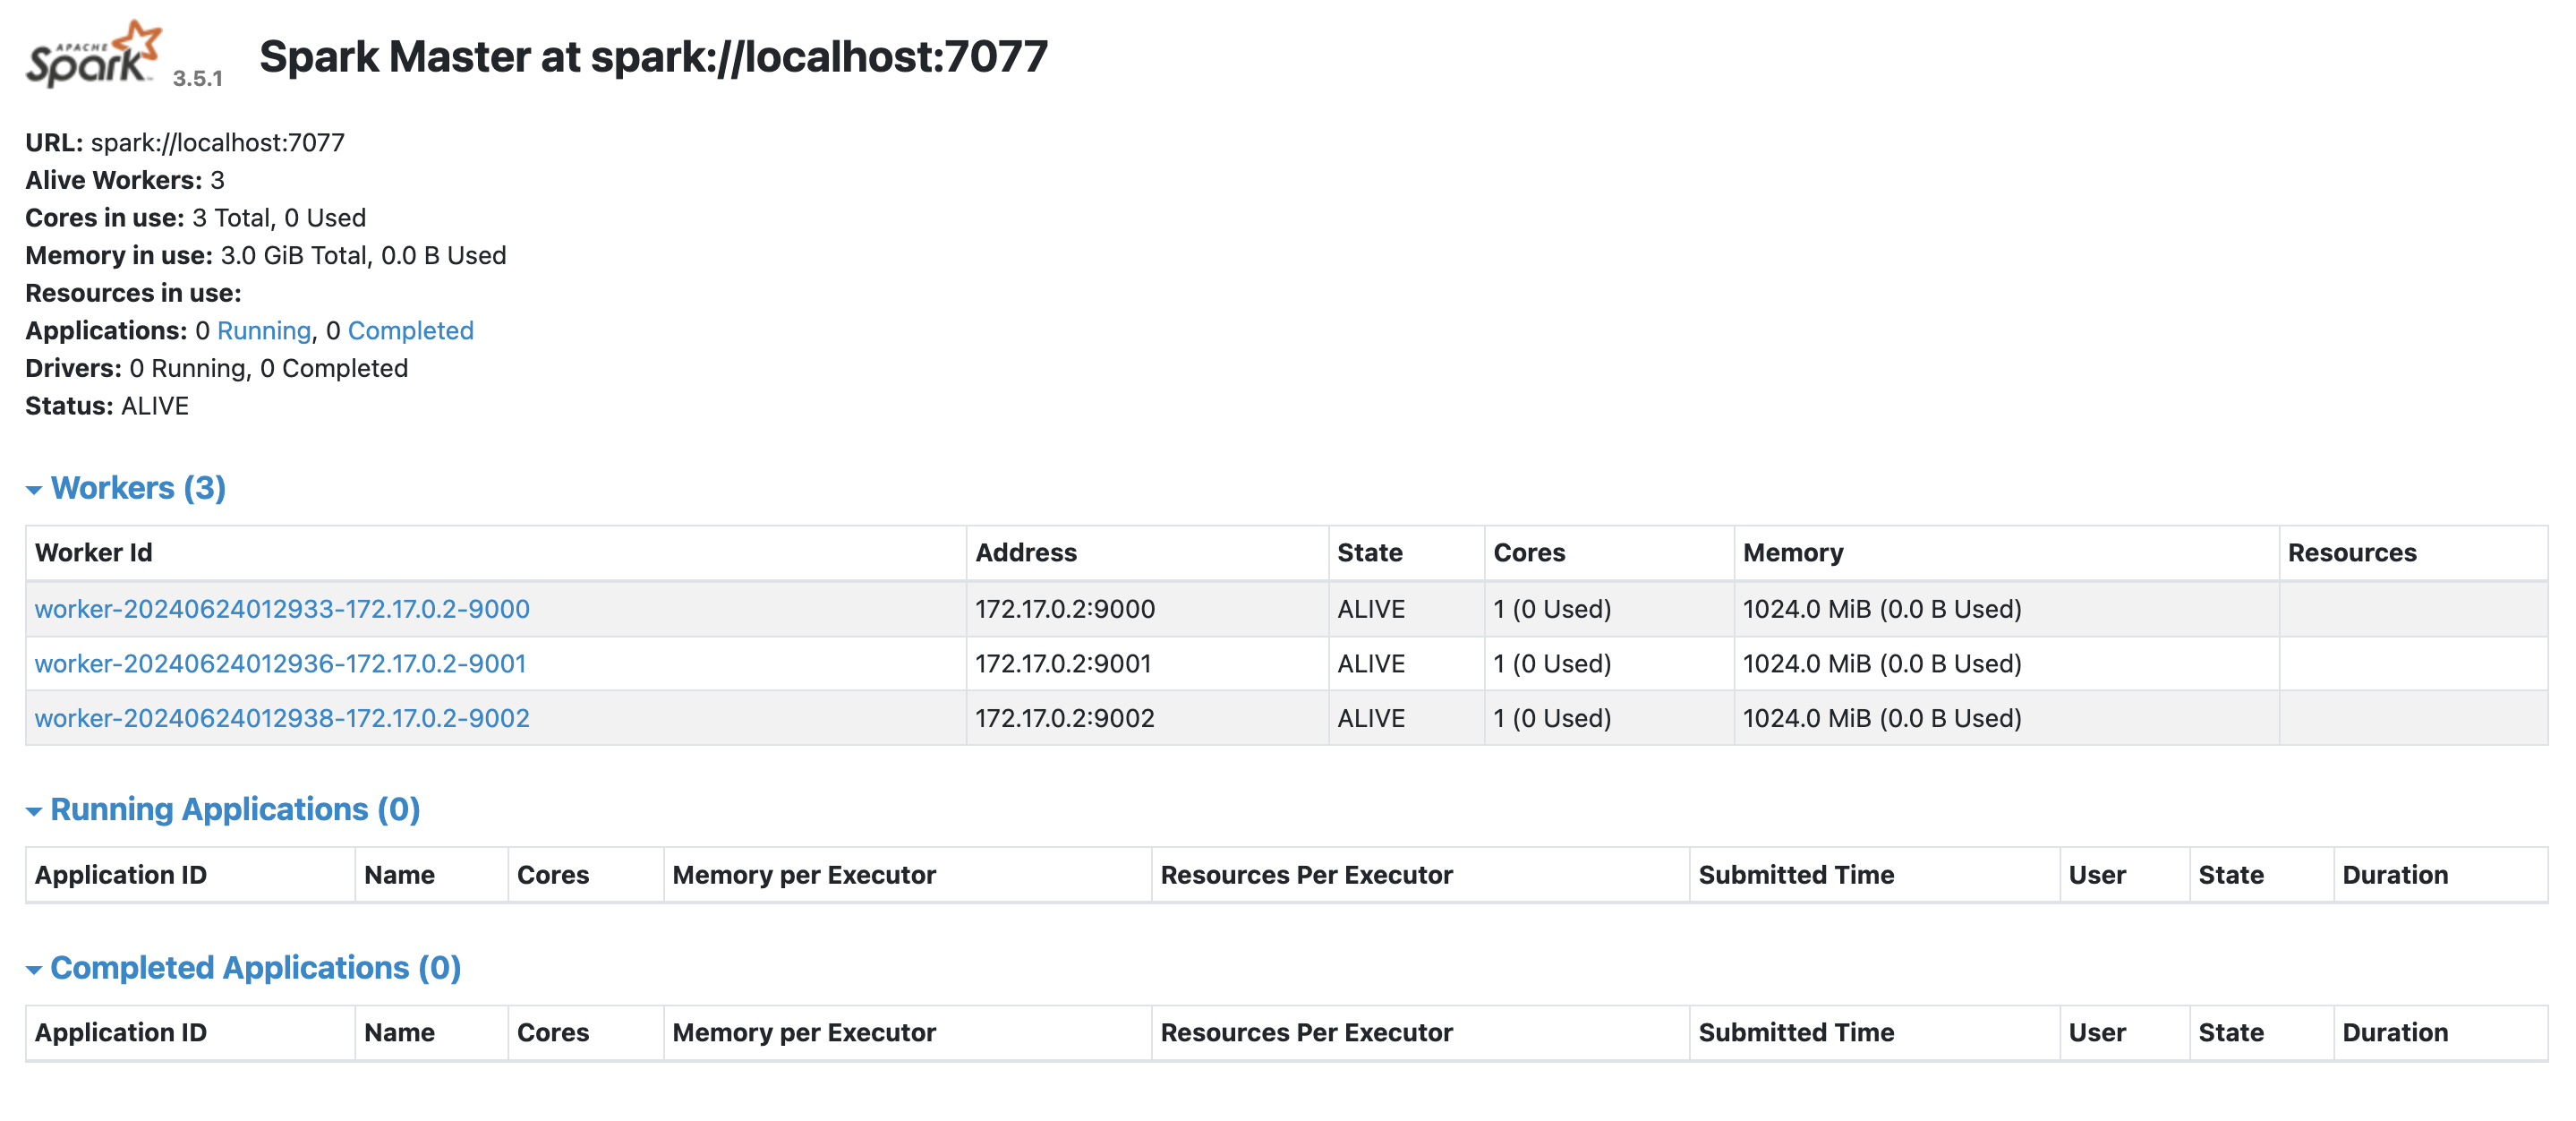 APACHE
Spark 3.5.1 Spark Master at spark://localhost:7077
URL: spark://localhost:7077
Alive Workers: 3
Cores in use: 3 Total, 0 Used
Memory in use: 3.0 GiB Total, 0.0 B Used
Resources in use:
Applications: 0 Running, 0 Completed
Drivers: 0 Running, 0 Completed
Status: ALIVE
Workers (3)
Worker Id Address State Cores Memory Resources
worker-20240624012933-172.17.0.2-9000 172.17.0.2:9000 ALIVE 1 (0 Used) 1024.0 MiB (0.0 B Used)
worker-20240624012936-172.17.0.2-9001 172.17.0.2:9001 ALIVE 1 (0 Used) 1024.0 MiB (0.0 B Used)
worker-20240624012938-172.17.0.2-9002 172.17.0.2:9002 ALIVE 1 (0 Used) 1024.0 MiB (0.0 B Used)
Running Applications (0)
Application ID Name Cores Memory per Executor Resources Per Executor Submitted Time User State Duration
Completed Applications (0)
Application ID Name Cores Memory per Executor Resources Per Executor Submitted Time User State Duration